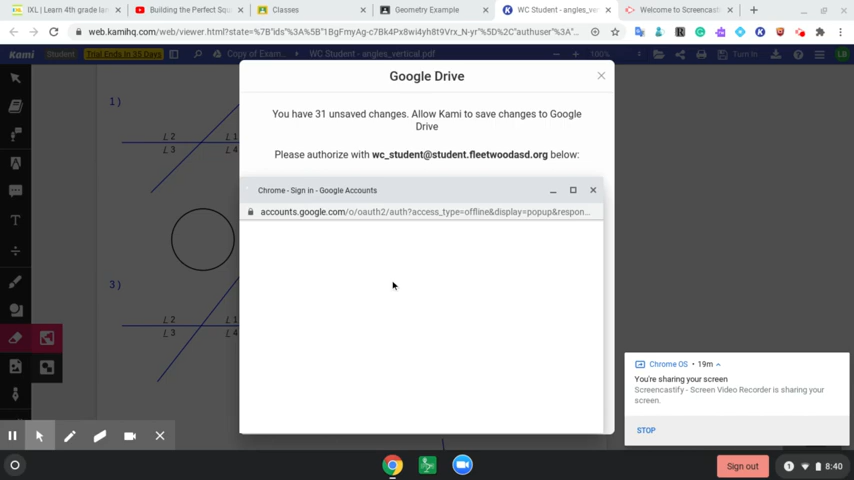 IXL | Learn 4th grade lan
Building the Perfect Squ
Classes
Geometry Example
WC Student - angles_vert
Welcome to Screencastif
web.kamihq.com/web/viewer.html?state=%7B"ids"%3A%5B"1BgFmyAg-c7Bk4Px8wi4yh8t9Vrx_N-yr"%5D%2C"authuser"%3A"...
Kami
Student
Trial Ends In 35 Days
Copy of Exam...
WC Student - angles_vertical.pdf
100%
Turn in
LB
Google Drive
You have 31 unsaved changes. Allow Kami to save changes to Google
Drive
Please authorize with wc_student@student.fleetwoodasd.org below:
Chrome - Sign in - Google Accounts
accounts.google.com/o/oauth2/auth?access_type=offline&display=popup&respon...
1)
∠2 ∠1
∠3 ∠4
3)
∠2 ∠1
∠3 ∠4
Chrome OS • 19m
You're sharing your screen
Screencastify - Screen Video Recorder is sharing your
screen.
STOP
Sign out
1
8:40